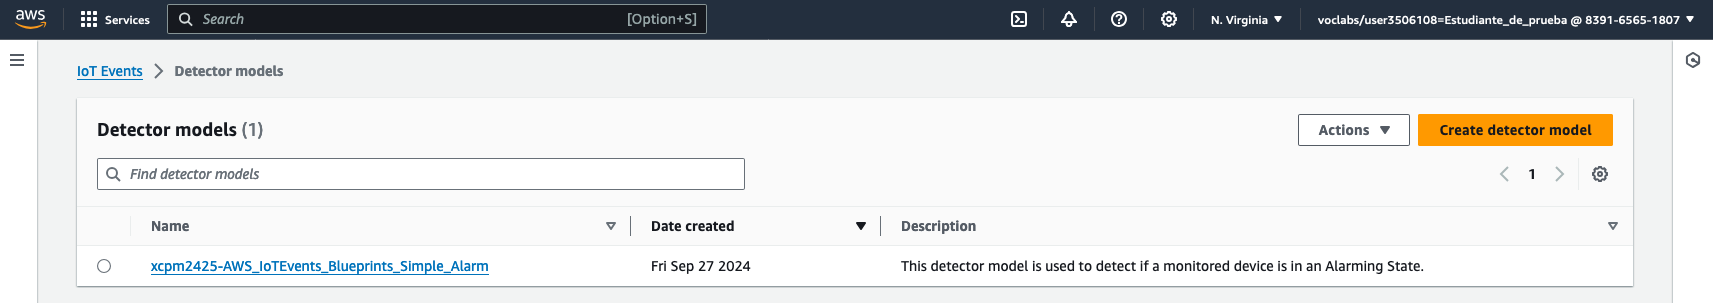 aws Services Search [Option+S] N. Virginia voclabs/user3506108=Estudiante_de_prueba @ 8391-6565-1807
IoT Events Detector models
Detector models (1) Actions Create detector model
Find detector models 1
Name Date created Description
xcpm2425-AWS_IoTEvents_Blueprints_Simple_Alarm Fri Sep 27 2024 This detector model is used to detect if a monitored device is in an Alarming State.